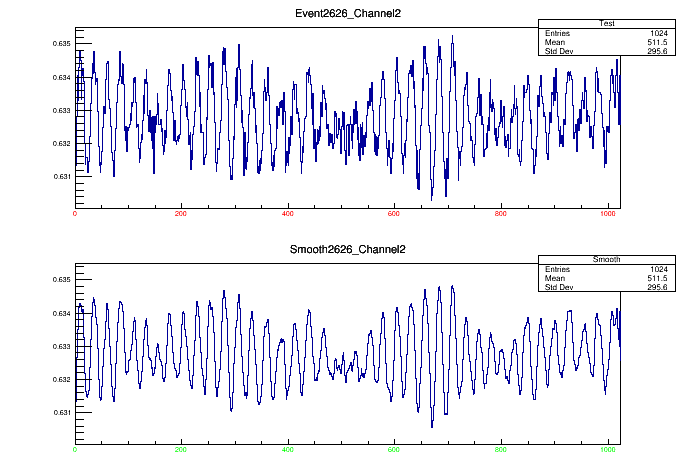 Event2626_Channel2
Test
Entries 1024
Mean 511.5
Std Dev 295.6
0.635
0.634
0.633
0.632
0.631
0 200 400 600 800 1000
Smooth2626_Channel2
Smooth
Entries 1024
Mean 511.5
Std Dev 295.6
0.635
0.634
0.633
0.632
0.631
0 200 400 600 800 1000